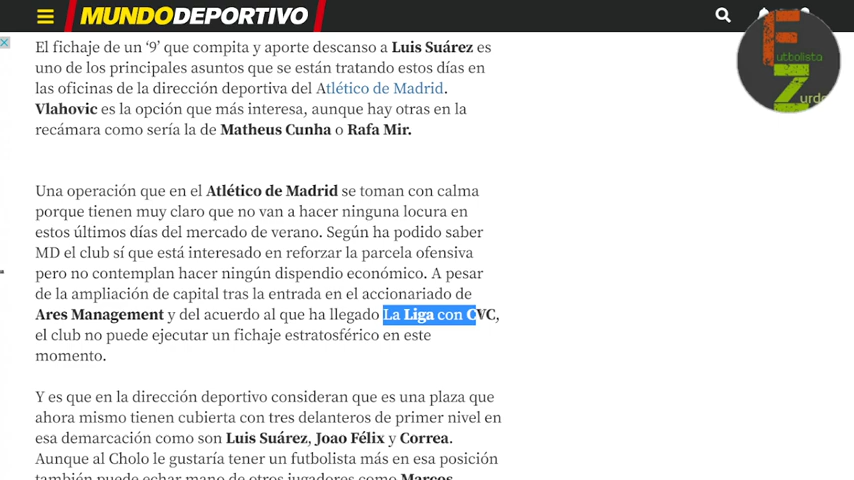 MUNDODEPORTIVO
Futbolista
Zurdo
El fichaje de un ‘9’ que compita y aporte descanso a Luis Suárez es
uno de los principales asuntos que se están tratando estos días en
las oficinas de la dirección deportiva del Atlético de Madrid.
Vlahovic es la opción que más interesa, aunque hay otras en la
recámara como sería la de Matheus Cunha o Rafa Mir.
Una operación que en el Atlético de Madrid se toman con calma
porque tienen muy claro que no van a hacer ninguna locura en
estos últimos días del mercado de verano. Según ha podido saber
MD el club sí que está interesado en reforzar la parcela ofensiva
pero no contemplan hacer ningún dispendio económico. A pesar
de la ampliación de capital tras la entrada en el accionariado de
Ares Management y del acuerdo al que ha llegado La Liga con CVC,
el club no puede ejecutar un fichaje estratosférico en este
momento.
Y es que en la dirección deportivo consideran que es una plaza que
ahora mismo tienen cubierta con tres delanteros de primer nivel en
esa demarcación como son Luis Suárez, Joao Félix y Correa.
Aunque al Cholo le gustaría tener un futbolista más en esa posición
también puede echar mano de otros jugadores como Marcos